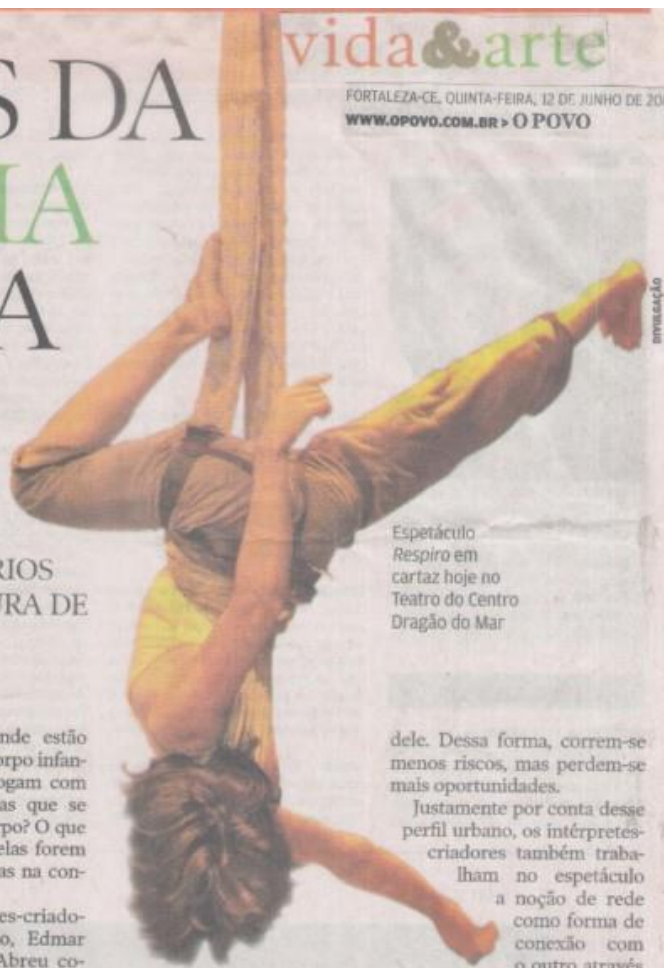 vida&arte
FORTALEZA-CE, QUINTA-FEIRA, 12 DE JUNHO DE
WWW.OPOVO.COM.BR > O POVO
S DA
IA
A
DIVULGAÇÃO
Espetáculo
Respiro em
cartaz hoje no
Teatro do Centro
Dragão do Mar
RIOS
URA DE
nde estão
orpo infan-
ogam com
as que se
rpo? O que
elas forem
as na con-
es-criado-
o, Edmar
Abreu co-
dele. Dessa forma, correm-se
menos riscos, mas perdem-se
mais oportunidades.
Justamente por conta desse
perfil urbano, os intérpretes-
criadores também traba-
lham no espetáculo
a noção de rede
como forma de
conexão com
o outro através